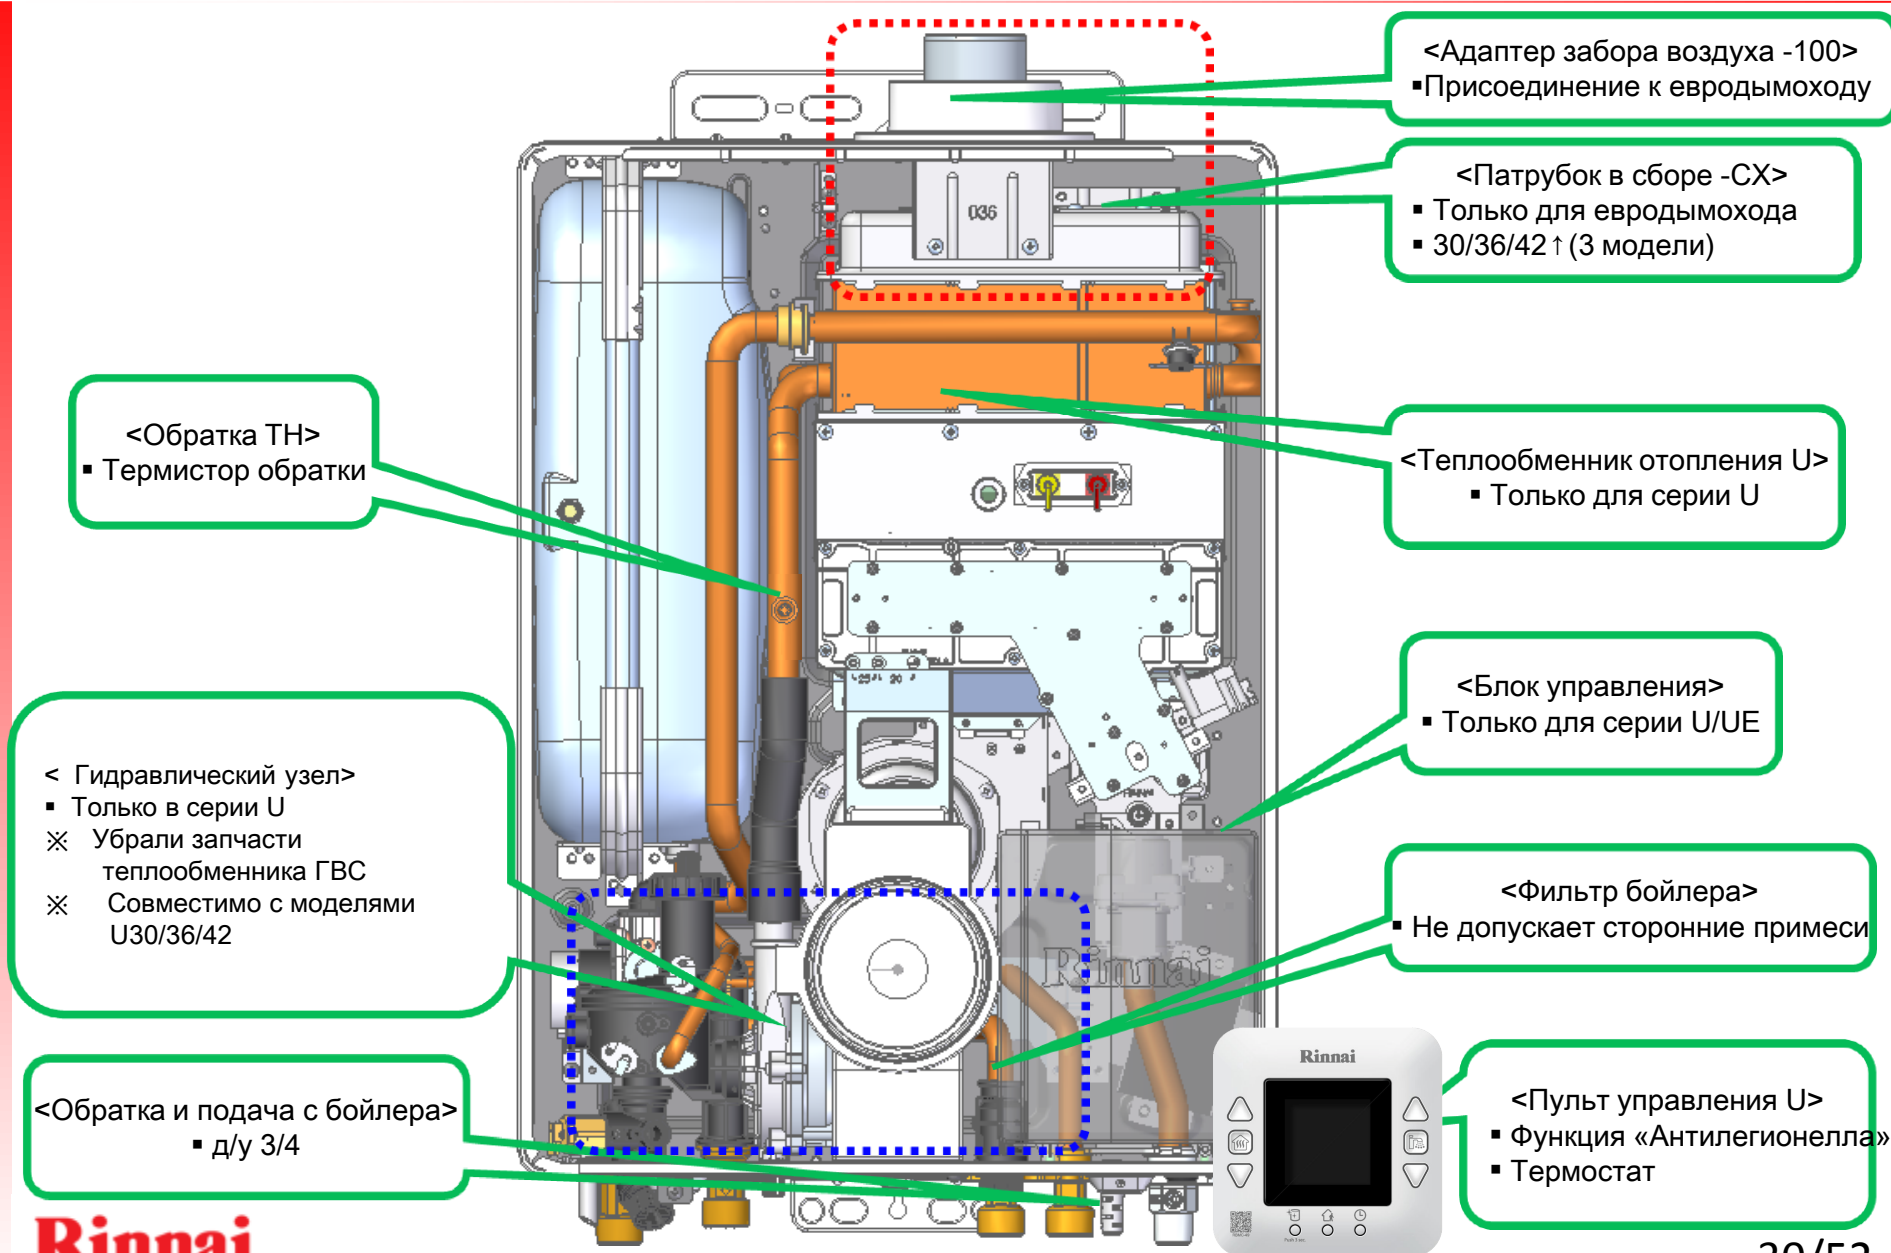 <Адаптер забора воздуха -100>
▪Присоединение к евродымоходу
<Патрубок в сборе -CX>
▪ Только для евродымохода
▪ 30/36/42↑(3 модели)
036
<Обратка TH>
▪ Термистор обратки
<Теплообменник отопления U>
▪ Только для серии U
<Блок управления>
▪ Только для серии U/UE
< Гидравлический узел>
▪ Только в серии U
※ Убрали запчасти
теплообменника ГВС
※ Совместимо с моделями
U30/36/42
<Фильтр бойлера>
▪ Не допускает сторонние примеси
Rinnai
<Обратка и подача с бойлера>
▪ д/у 3/4
Rinnai
<Пульт управления U>
▪ Функция «Антилегионелла»
▪ Термостат
Rinnai